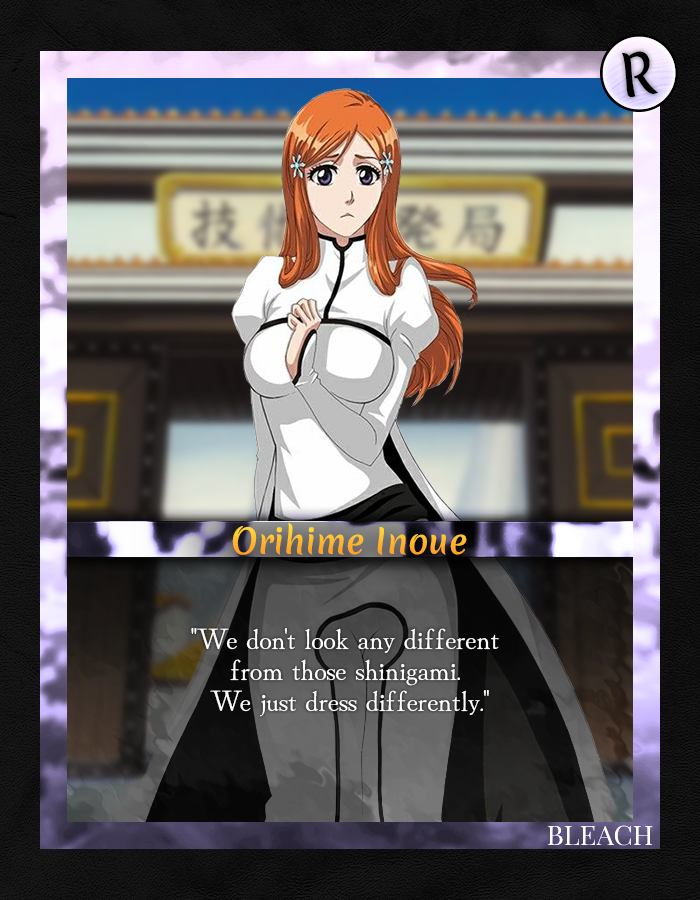 R
技術 発局
Orihime Inoue
"We don't look any different
from those shinigami.
We just dress differently."
BLEACH